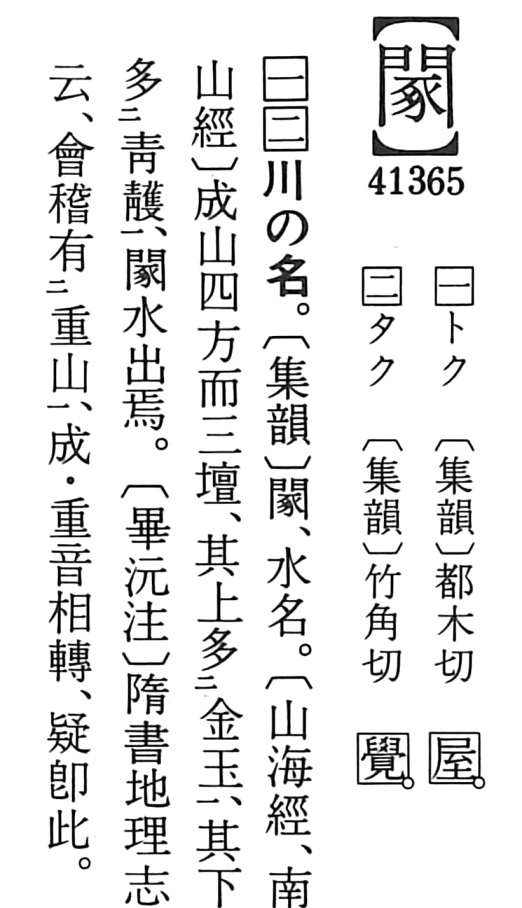 【𨴯】
41365
一 トク 〔集韻〕都木切 屋。
二 タク 〔集韻〕竹角切 覺。
一二川の名。〔集韻〕𨴯、水名。〔山海經、南
山經〕成山四方而三壇、其上多㆓金玉㆒、其下
多㆓靑雘㆒、𨴯水出焉。〔畢沅注〕隋書地理志
云、會稽有㆓重山㆒、成・重音相轉、疑卽此。